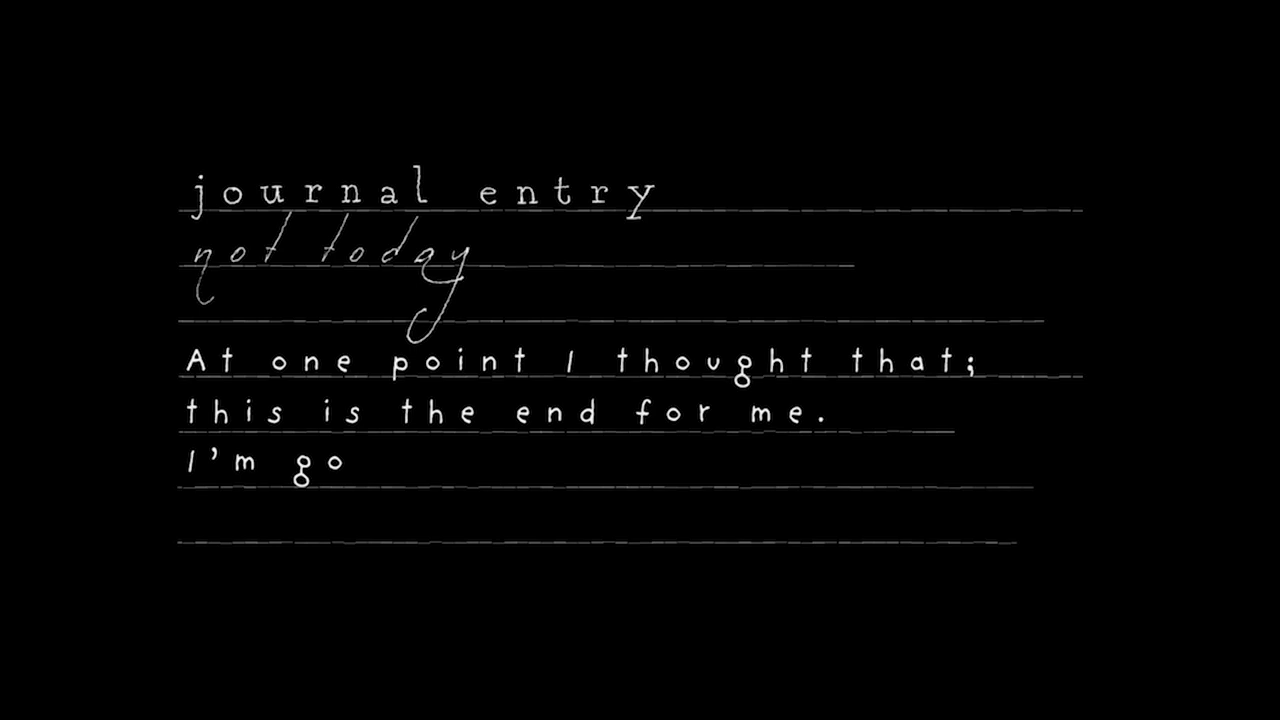 journal entry
not today
At one point I thought that;
this is the end for me.
I'm go